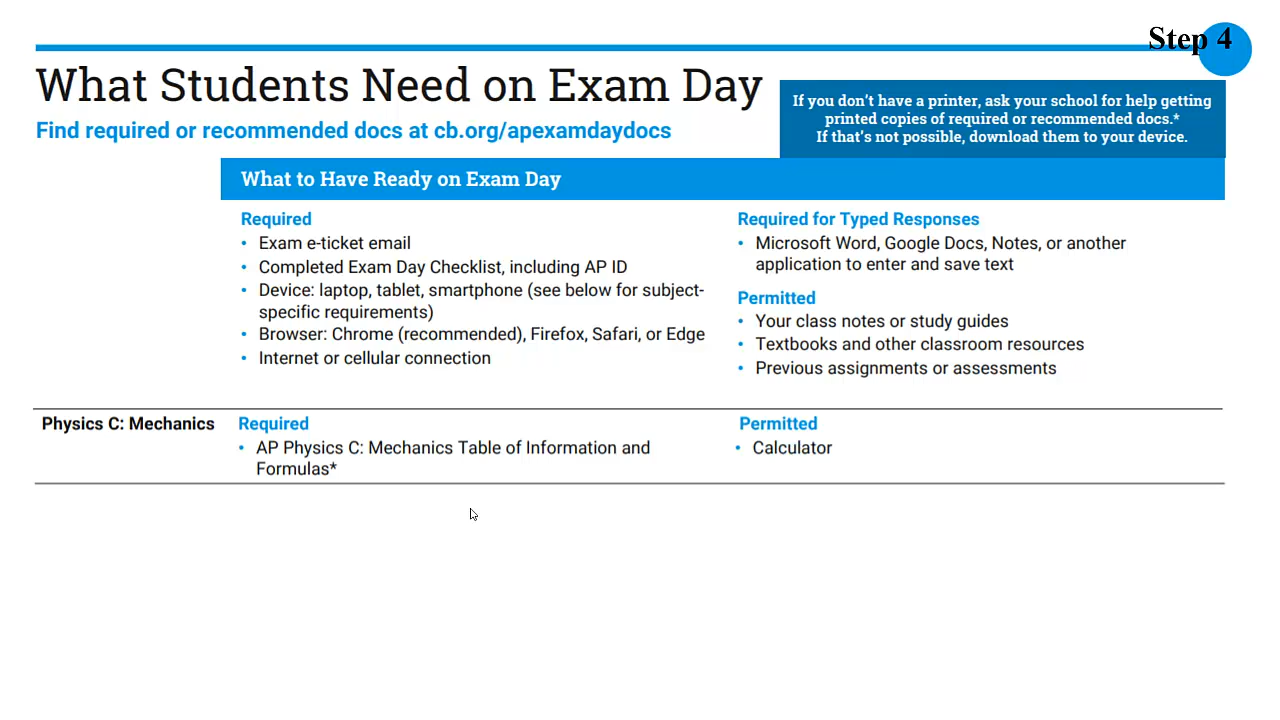 Step 4
What Students Need on Exam Day
Find required or recommended docs at cb.org/apexamdaydocs
If you don't have a printer, ask your school for help getting
printed copies of required or recommended docs.*
If that's not possible, download them to your device.
What to Have Ready on Exam Day
Required
• Exam e-ticket email
• Completed Exam Day Checklist, including AP ID
• Device: laptop, tablet, smartphone (see below for subject-
specific requirements)
• Browser: Chrome (recommended), Firefox, Safari, or Edge
• Internet or cellular connection
Required for Typed Responses
• Microsoft Word, Google Docs, Notes, or another
application to enter and save text
Permitted
• Your class notes or study guides
• Textbooks and other classroom resources
• Previous assignments or assessments
Physics C: Mechanics
Required
• AP Physics C: Mechanics Table of Information and
Formulas*
Permitted
• Calculator